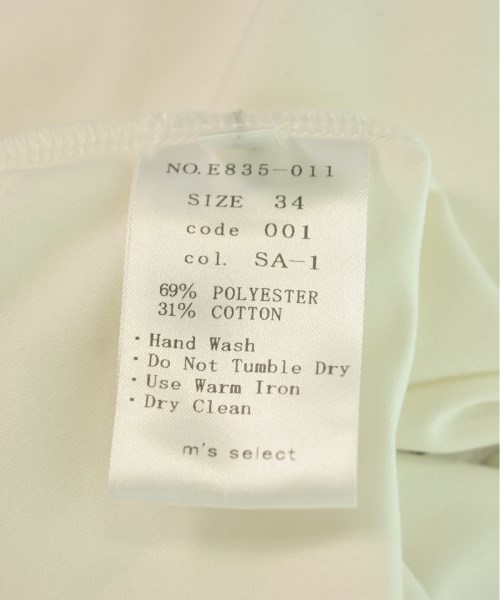 NO.E835-011
SIZE 34
code 001
col. SA-1
69% POLYESTER
31% COTTON
・Hand Wash
・Do Not Tumble Dry
・Use Warm Iron
・Dry Clean
m's select